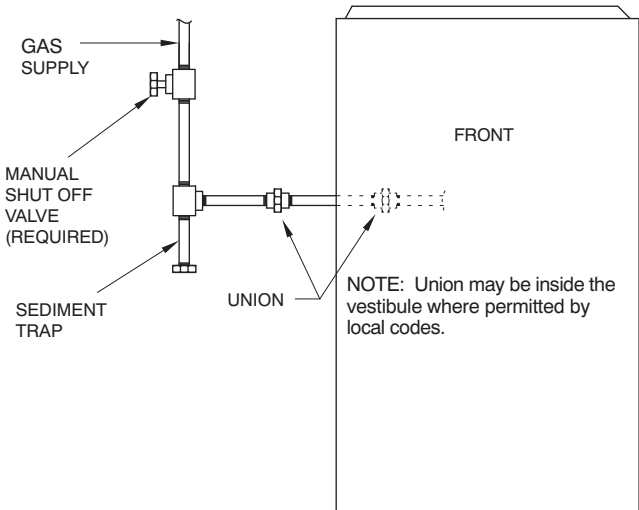 GAS
SUPPLY
FRONT
MANUAL
SHUT OFF
VALVE
(REQUIRED)
SEDIMENT
TRAP
UNION
NOTE: Union may be inside the
vestibule where permitted by
local codes.